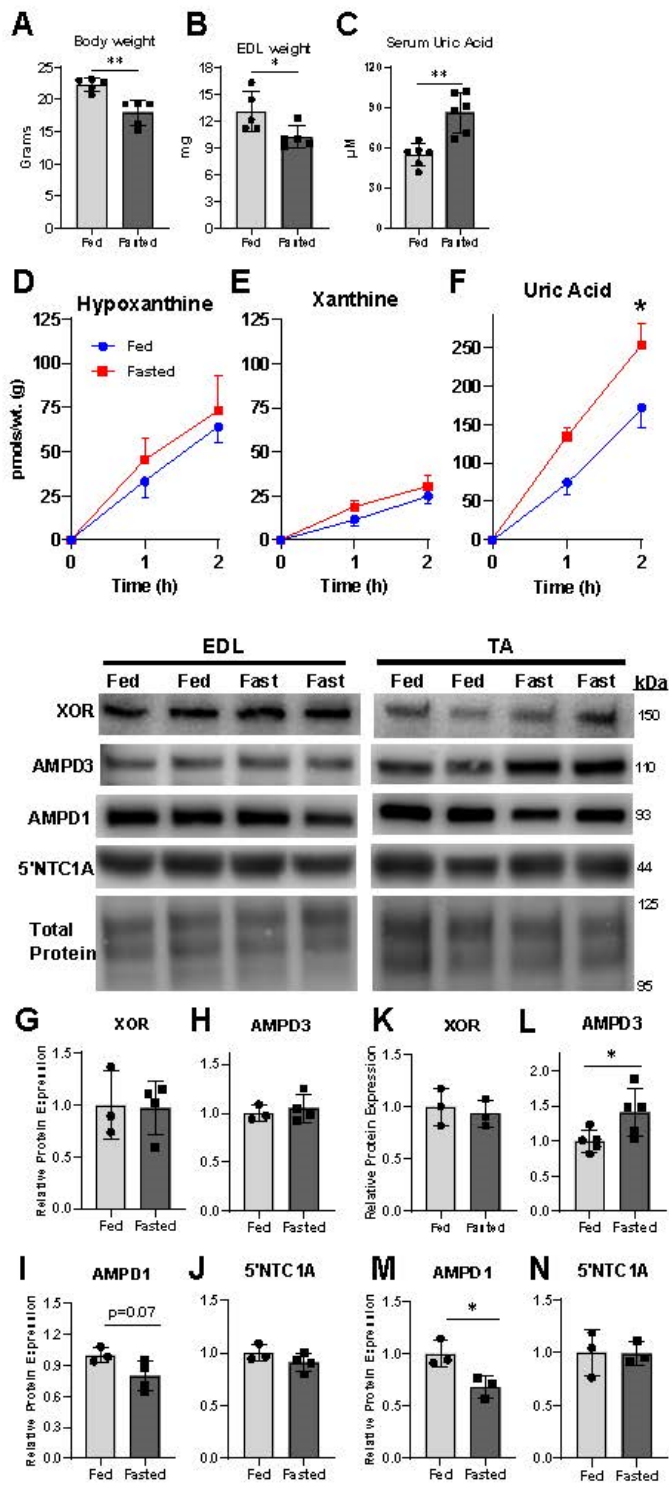 A
Body weight
**
Grams
25
20
15
10
5
0
Fed
Fasted
B
EDL weight
*
mg
18
15
12
9
6
3
0
Fed
Fasted
C
Serum Uric Acid
**
µM
120
90
60
30
0
Fed
Fasted
D
Hypoxanthine
pmols/wt. (g)
125
100
75
50
25
0
Fed
Fasted
0 1 2
Time (h)
E
Xanthine
125
100
75
50
25
0
0 1 2
Time (h)
F
Uric Acid
*
250
200
150
100
50
0
0 1 2
Time (h)
EDL
TA
Fed Fed Fast Fast
Fed Fed Fast Fast
kDa
XOR
150
AMPD3
110
AMPD1
93
5'NTC1A
44
Total
Protein
125
95
G
XOR
Relative Protein Expression
1.5
1.0
0.5
0.0
Fed
Fasted
H
AMPD3
1.5
1.0
0.5
0.0
Fed
Fasted
K
XOR
Relative Protein Expression
1.5
1.0
0.5
0.0
Fed
Fasted
L
AMPD3
*
2.0
1.5
1.0
0.5
0.0
Fed
Fasted
I
AMPD1
p=0.07
Relative Protein Expression
1.5
1.2
0.9
0.6
0.3
0.0
Fed
Fasted
J
5'NTC1A
1.5
1.0
0.5
0.0
Fed
Fasted
M
AMPD1
*
Relative Protein Expression
1.5
1.0
0.5
0.0
Fed
Fasted
N
5'NTC1A
1.5
1.0
0.5
0.0
Fed
Fasted